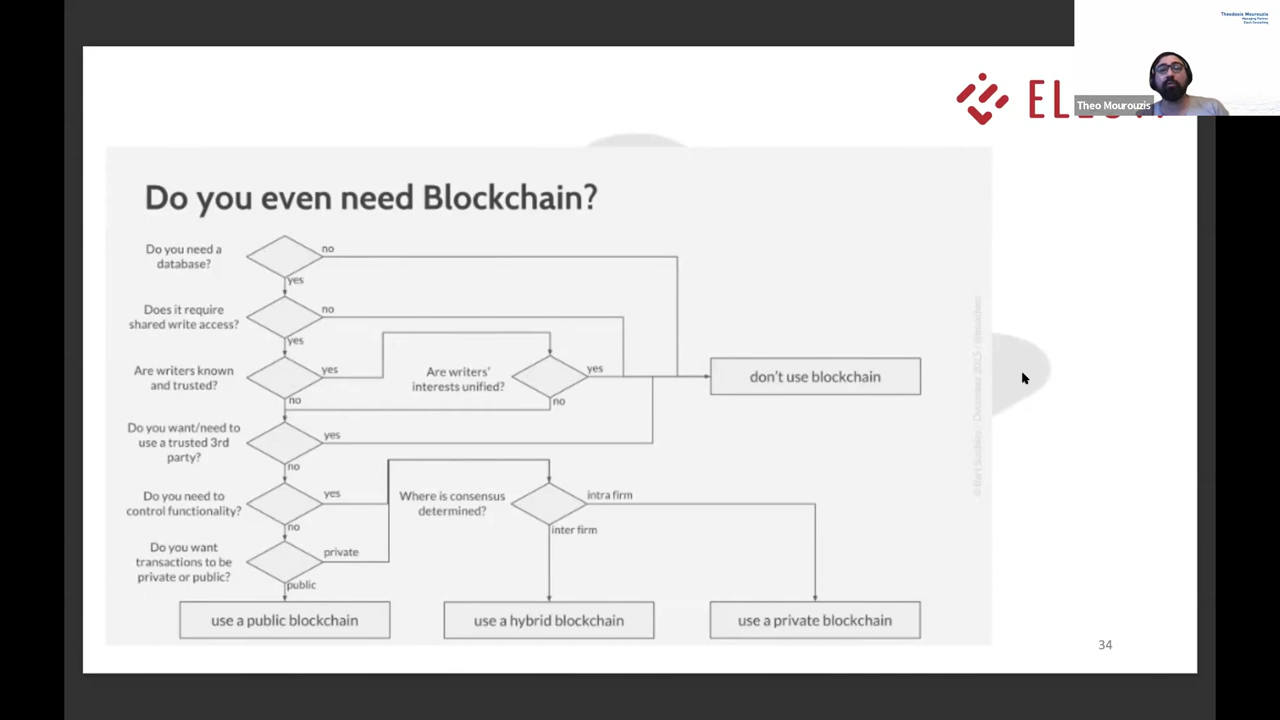 Theodosis Mourouzis
Managing Partner
Theo Mourouzis
Do you even need Blockchain?
Do you need a
database?
no
yes
Does it require
shared write access?
no
yes
Are writers known
and trusted?
yes
no
Are writers'
interests unified?
yes
no
don't use blockchain
Do you want/need to
use a trusted 3rd
party?
yes
no
Do you need to
control functionality?
yes
no
Where is consensus
determined?
intra firm
inter firm
Do you want
transactions to be
private or public?
private
public
use a public blockchain
use a hybrid blockchain
use a private blockchain
34